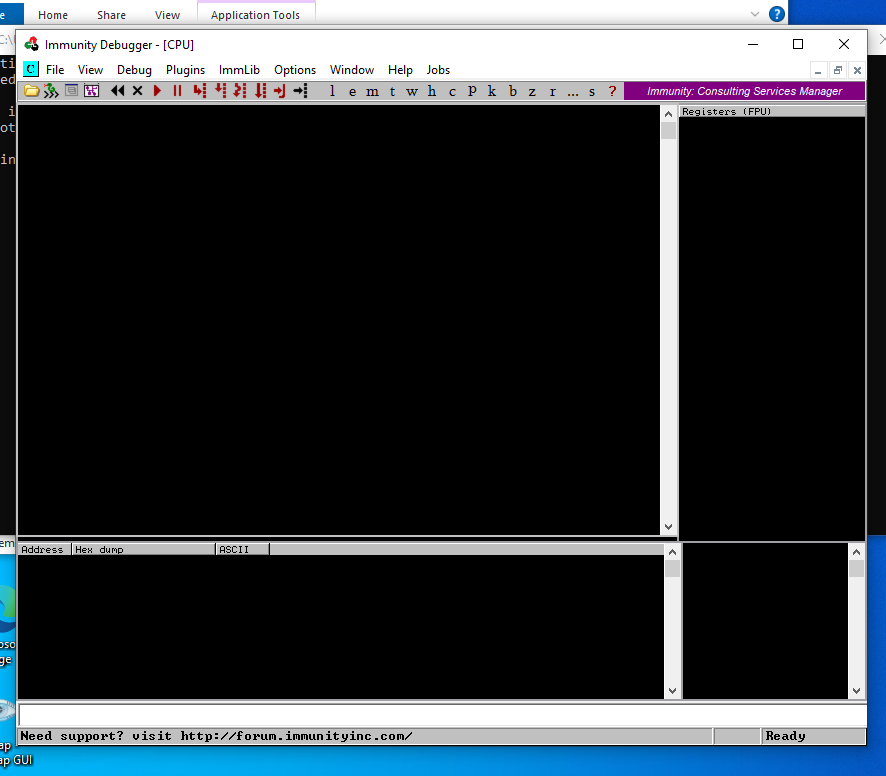 Home Share View Application Tools
Immunity Debugger - [CPU]
File View Debug Plugins ImmLib Options Window Help Jobs
l e m t w h c P k b z r ... s ? Immunity: Consulting Services Manager
Registers (FPU)
Address Hex dump ASCII
Need support? visit http://forum.immunityinc.com/ Ready
ap GUI